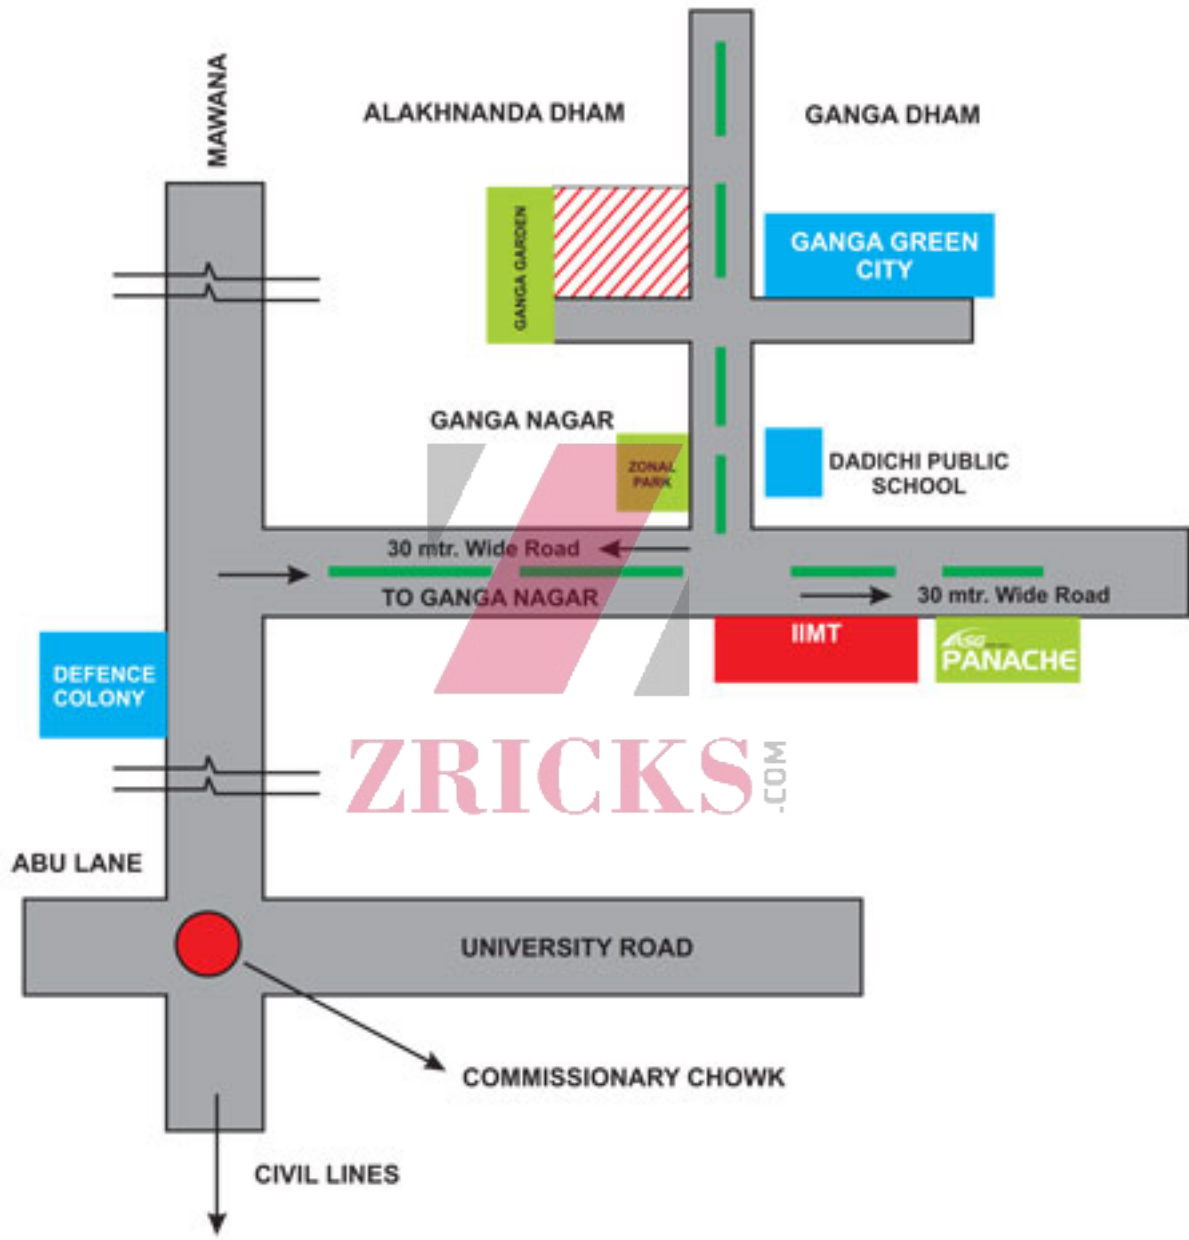 MAWANA
ALAKHNANDA DHAM
GANGA DHAM
GANGA GARDEN
GANGA GREEN
CITY
GANGA NAGAR
ZONAL
PARK
DADICHI PUBLIC
SCHOOL
30 mtr. Wide Road
TO GANGA NAGAR
30 mtr. Wide Road
IIMT
PANACHE
DEFENCE
COLONY
ZRICKS.COM
ABU LANE
UNIVERSITY ROAD
COMMISSIONARY CHOWK
CIVIL LINES